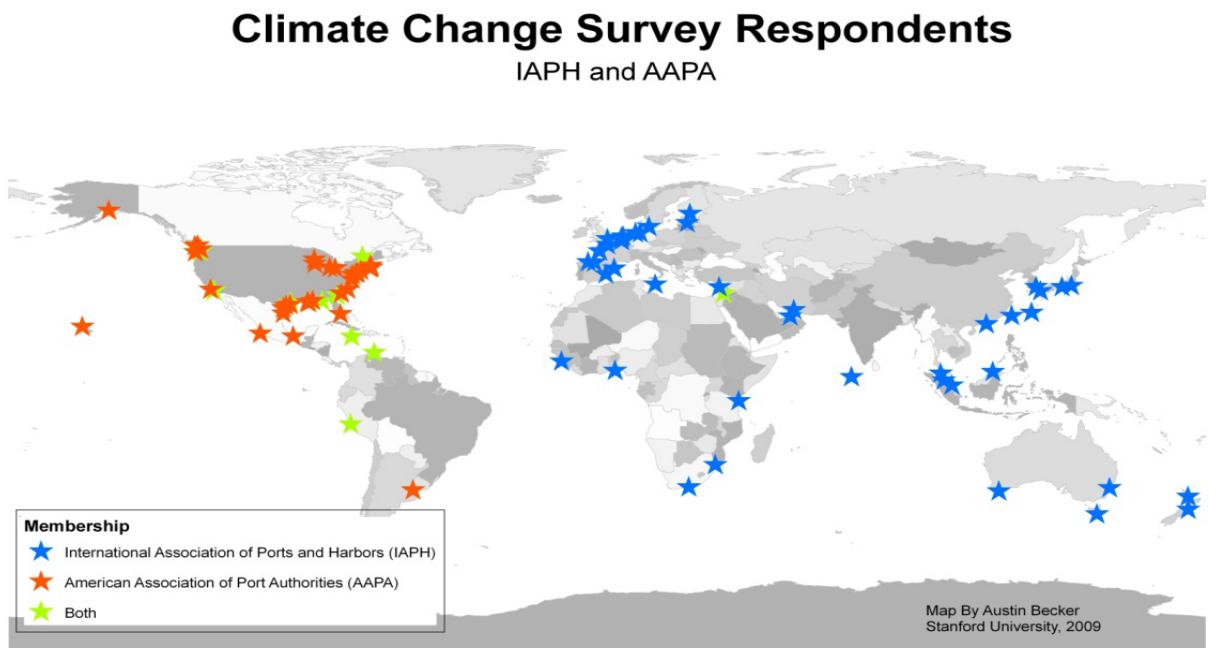 Climate Change Survey Respondents
IAPH and AAPA
Membership
International Association of Ports and Harbors (IAPH)
American Association of Port Authorities (AAPA)
Both
Map By Austin Becker
Stanford University, 2009